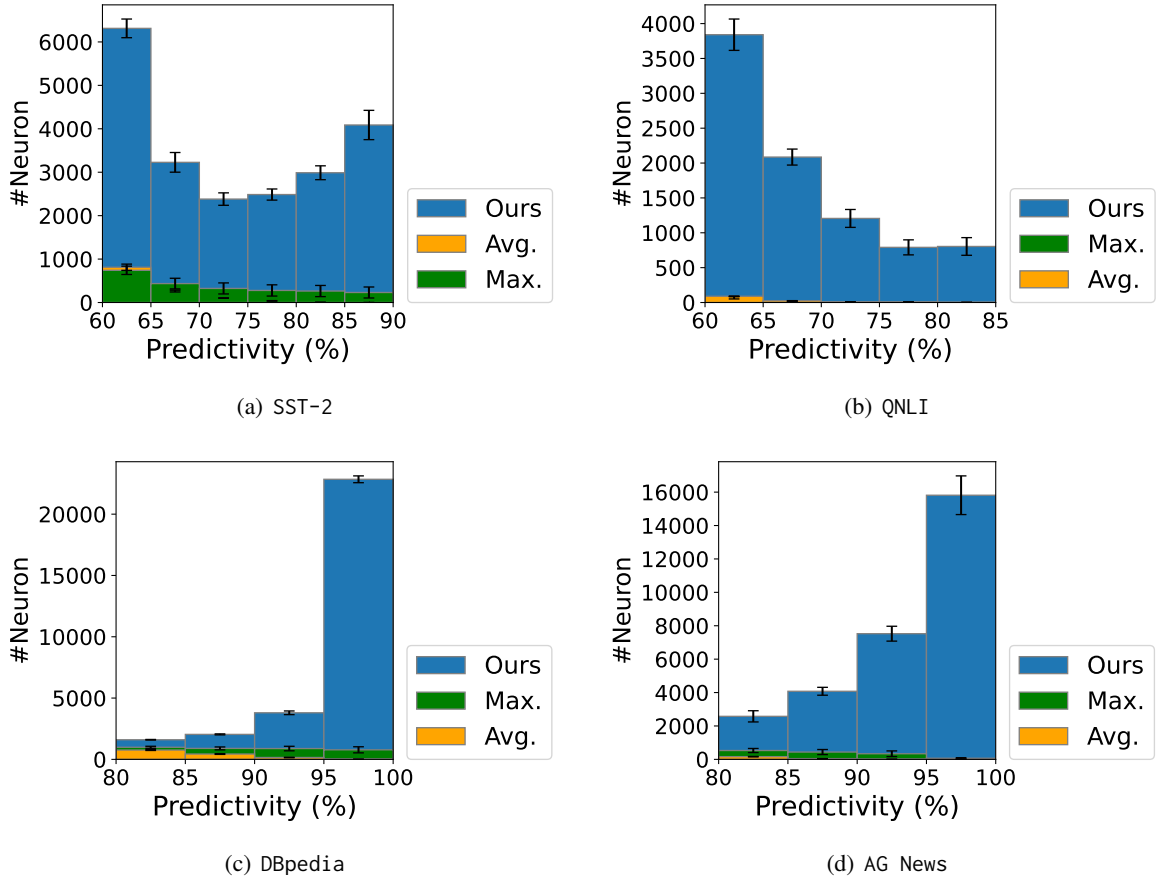 6000
5000
4000
3000
2000
1000
0
#Neuron
60 65 70 75 80 85 90
Predictivity (%)
Ours
Avg.
Max.
(a) SST-2
4000
3500
3000
2500
2000
1500
1000
500
0
#Neuron
60 65 70 75 80 85
Predictivity (%)
Ours
Max.
Avg.
(b) QNLI
20000
15000
10000
5000
0
#Neuron
80 85 90 95 100
Predictivity (%)
Ours
Max.
Avg.
(c) DBpedia
16000
14000
12000
10000
8000
6000
4000
2000
0
#Neuron
80 85 90 95 100
Predictivity (%)
Ours
Max.
Avg.
(d) AG News